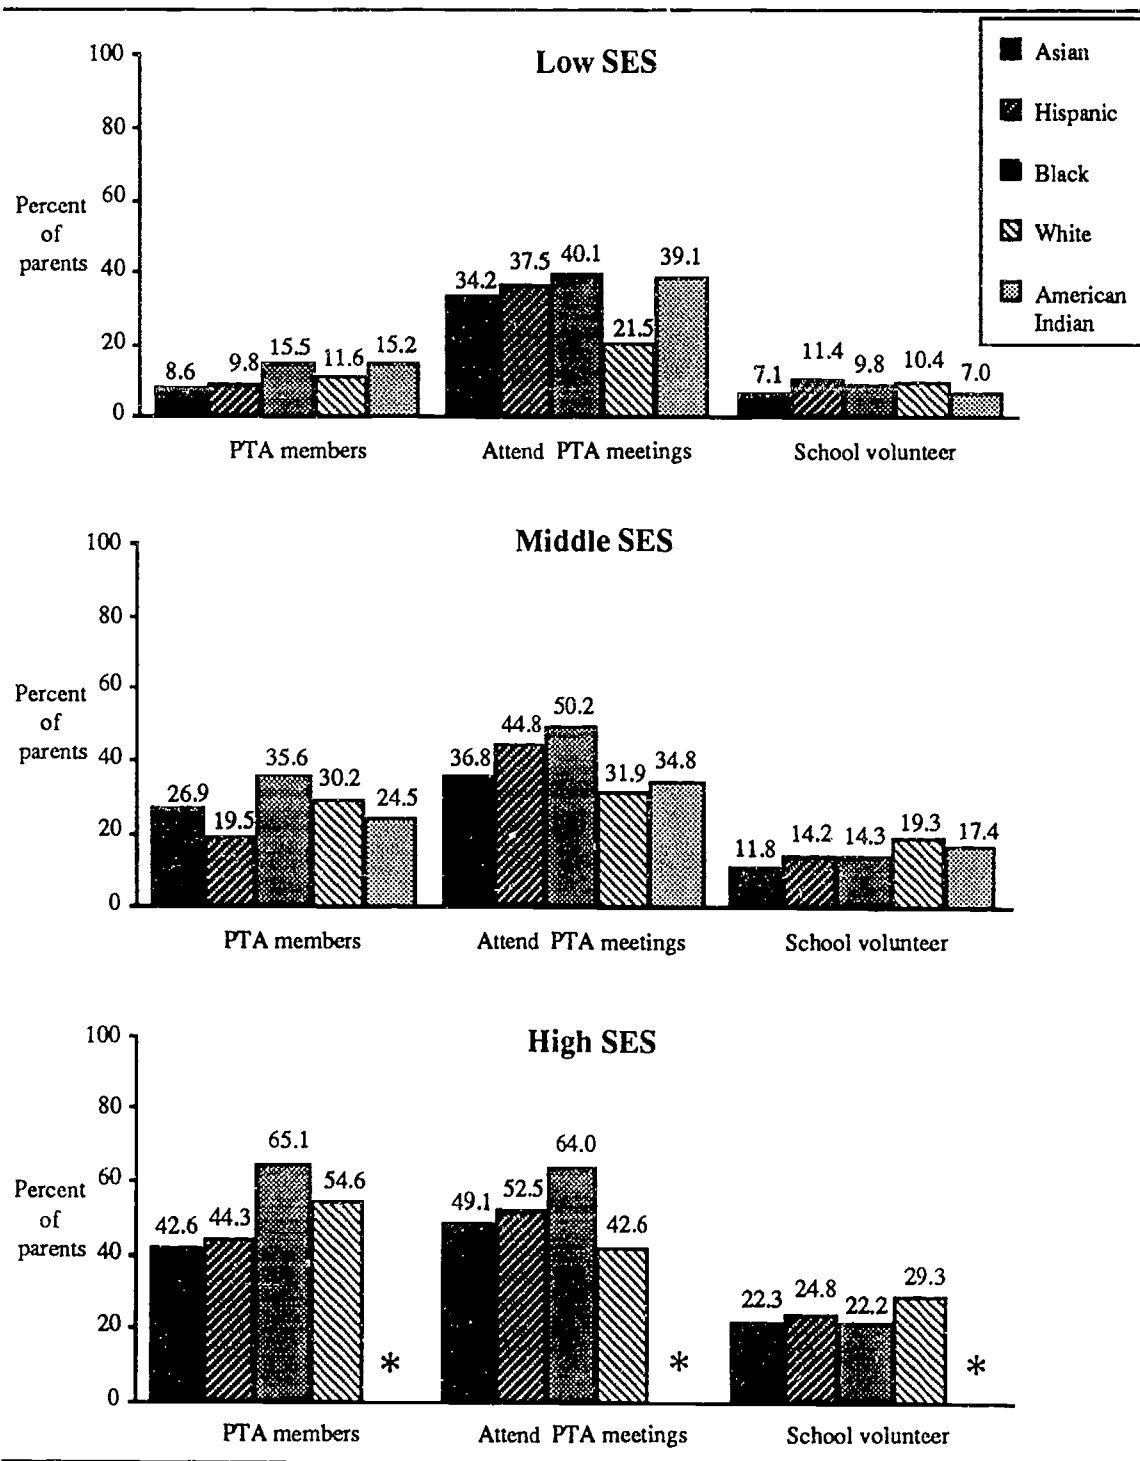 Low SES
Asian
Hispanic
Black
White
American
Indian
100
80
60
40
20
0
Percent
of
parents
8.6 9.8 15.5 11.6 15.2
34.2 37.5 40.1 21.5 39.1
7.1 11.4 9.8 10.4 7.0
PTA members Attend PTA meetings School volunteer
Middle SES
100
80
60
40
20
0
Percent
of
parents
26.9 19.5 35.6 30.2 24.5
36.8 44.8 50.2 31.9 34.8
11.8 14.2 14.3 19.3 17.4
PTA members Attend PTA meetings School volunteer
High SES
100
80
60
40
20
0
Percent
of
parents
42.6 44.3 65.1 54.6 *
49.1 52.5 64.0 42.6 *
22.3 24.8 22.2 29.3 *
PTA members Attend PTA meetings School volunteer